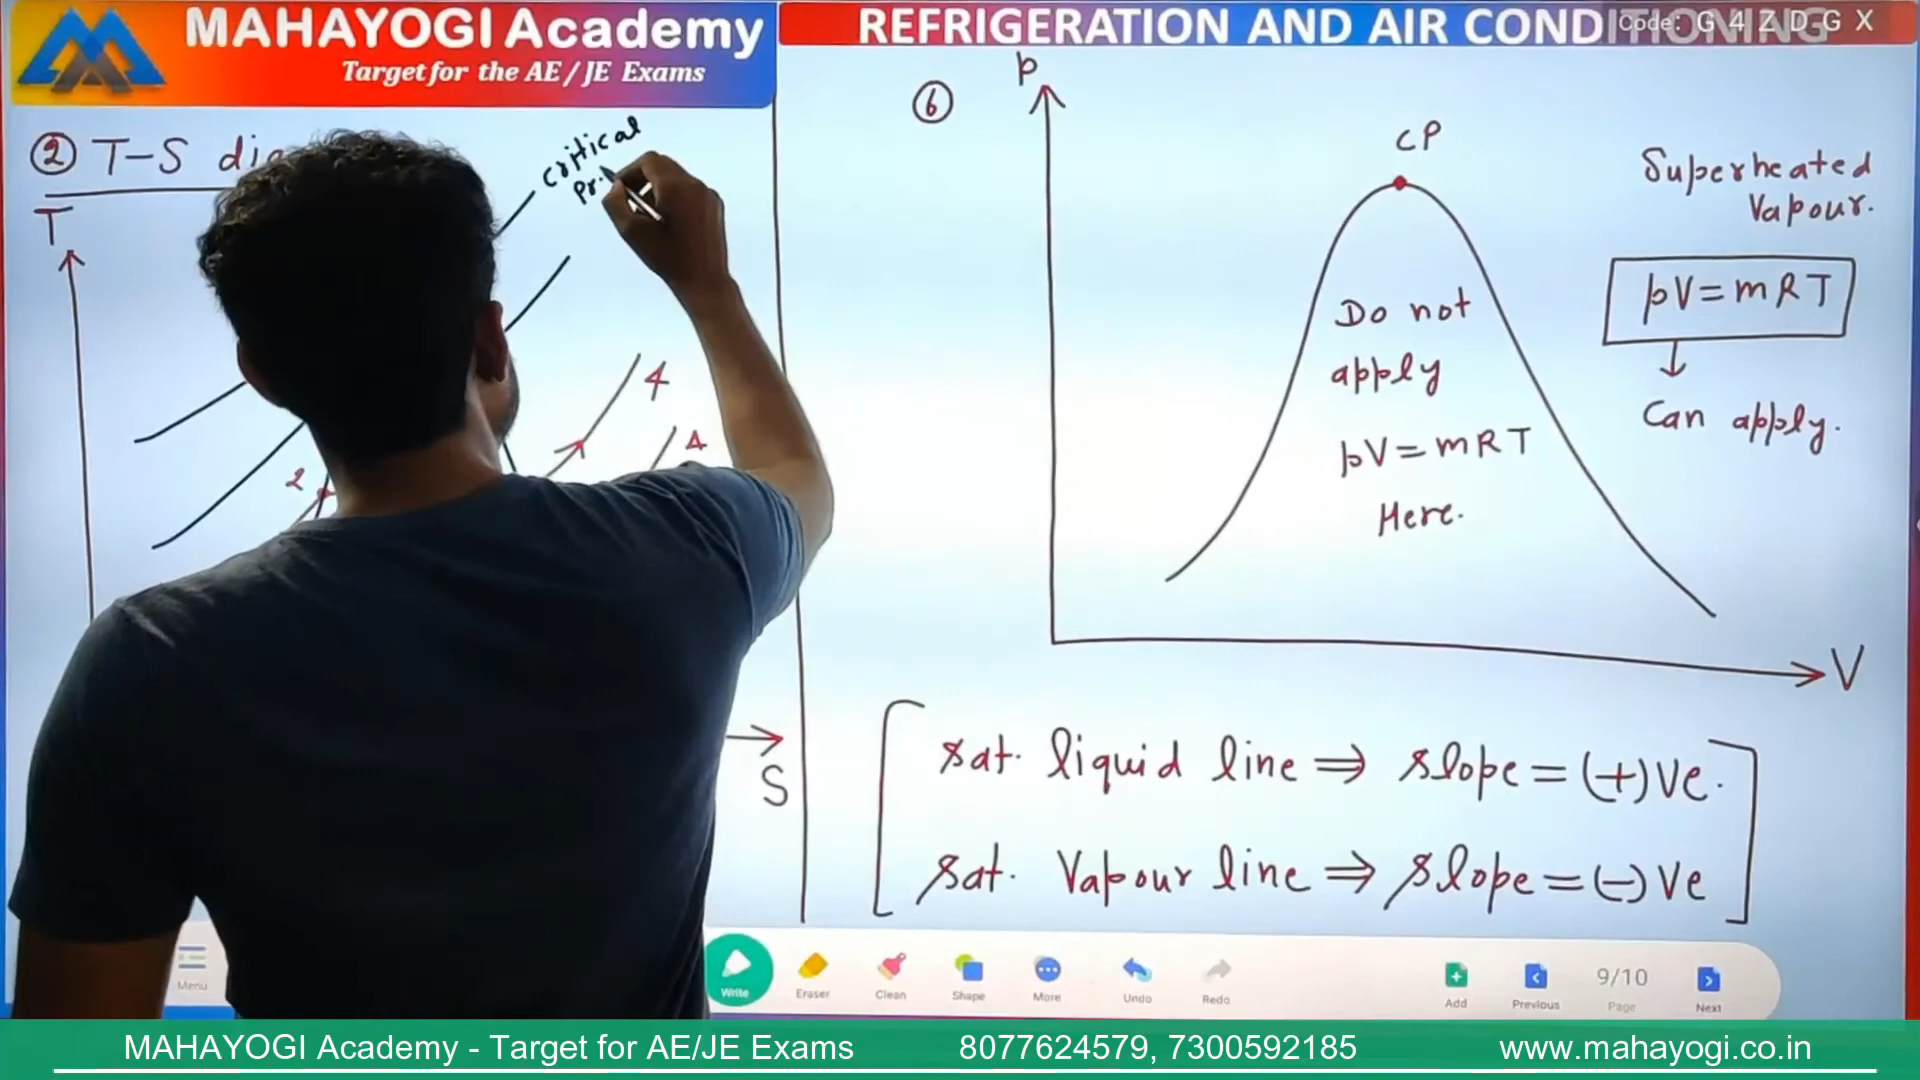 MAHAYOGI Academy
Target for the AE / JE Exams
REFRIGERATION AND AIR CONDITIONING
Code: G 4 Z D G X
② T-S
T
critical
Pr.
4
4
2
S
⑥
p
CP
Superheated
Vapour.
pV = mRT
Can apply.
Do not
apply
pV = mRT
Here.
V
sat. liquid line ⇒ slope = (+)ve.
sat. Vapour line ⇒ slope = (-)ve
Menu
Write
Eraser
Clean
Shape
More
Undo
Redo
Add
Previous
9/10
Page
Next
MAHAYOGI Academy - Target for AE/JE Exams
8077624579, 7300592185
www.mahayogi.co.in